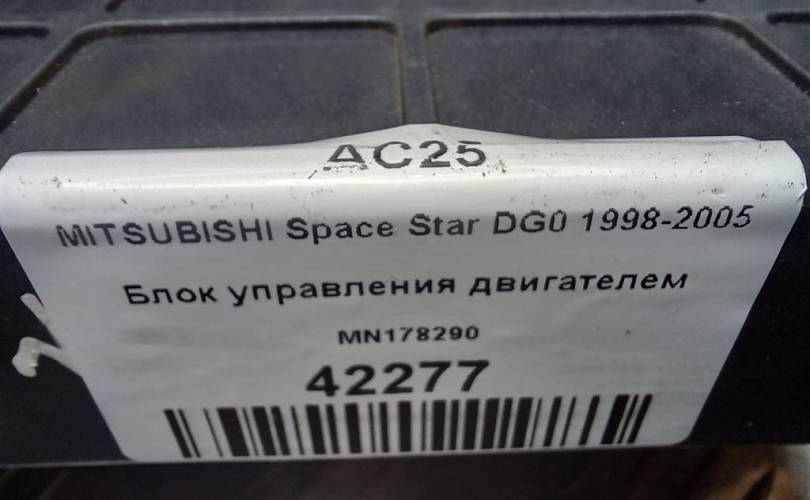 AC25
MITSUBISHI Space Star DG0 1998-2005
Блок управления двигателем
MN178290
42277